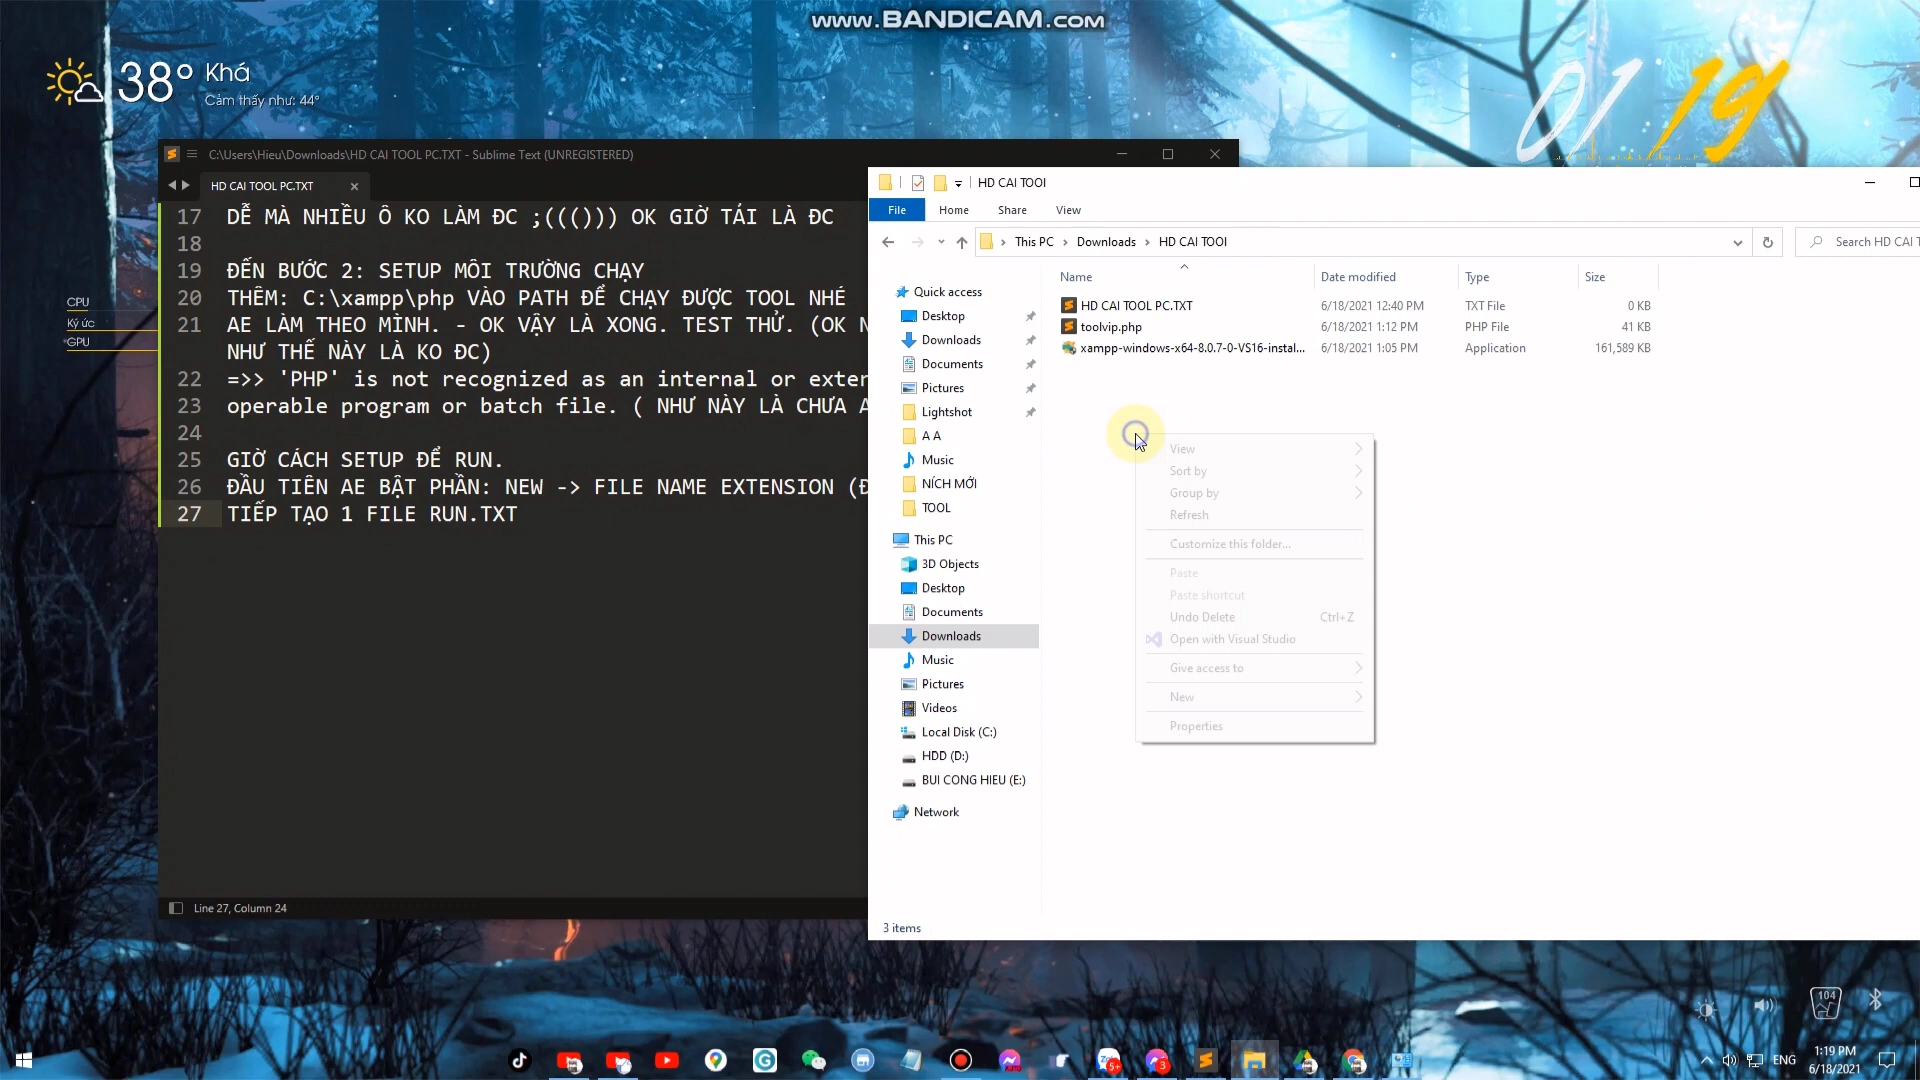 www.BANDICAM.com
38° Khá
Cảm thấy như: 44°
01 19
CPU
Ký ức
GPU
C:\Users\Hieu\Downloads\HD CAI TOOL PC.TXT - Sublime Text (UNREGISTERED)
HD CAI TOOL PC.TXT
17 DỄ MÀ NHIỀU Ô KO LÀM ĐC ;((())) OK GIỜ TẢI LÀ ĐC
18
19 ĐẾN BƯỚC 2: SETUP MÔI TRƯỜNG CHẠY
20 THÊM: C:\xampp\php VÀO PATH ĐỂ CHẠY ĐƯỢC TOOL NHÉ
21 AE LÀM THEO MÌNH. - OK VẬY LÀ XONG. TEST THỬ. (OK N
NHƯ THẾ NÀY LÀ KO ĐC)
22 =>> 'PHP' is not recognized as an internal or exter
23 operable program or batch file. ( NHƯ NÀY LÀ CHƯA A
24
25 GIỜ CÁCH SETUP ĐỂ RUN.
26 ĐẦU TIÊN AE BẬT PHẦN: NEW -> FILE NAME EXTENSION (Đ
27 TIẾP TẠO 1 FILE RUN.TXT
Line 27, Column 24
HD CAI TOOl
File Home Share View
This PC Downloads HD CAI TOOl
Search HD CAI T
Name Date modified Type Size
HD CAI TOOL PC.TXT 6/18/2021 12:40 PM TXT File 0 KB
toolvip.php 6/18/2021 1:12 PM PHP File 41 KB
xampp-windows-x64-8.0.7-0-VS16-instal... 6/18/2021 1:05 PM Application 161,589 KB
Quick access
Desktop
Downloads
Documents
Pictures
Lightshot
A A
Music
NÍCH MỚI
TOOL
This PC
3D Objects
Desktop
Documents
Downloads
Music
Pictures
Videos
Local Disk (C:)
HDD (D:)
BUI CONG HIEU (E:)
Network
3 items
View
Sort by
Group by
Refresh
Customize this folder...
Paste
Paste shortcut
Undo Delete Ctrl+Z
Open with Visual Studio
Give access to
New
Properties
104
ENG
1:19 PM
6/18/2021